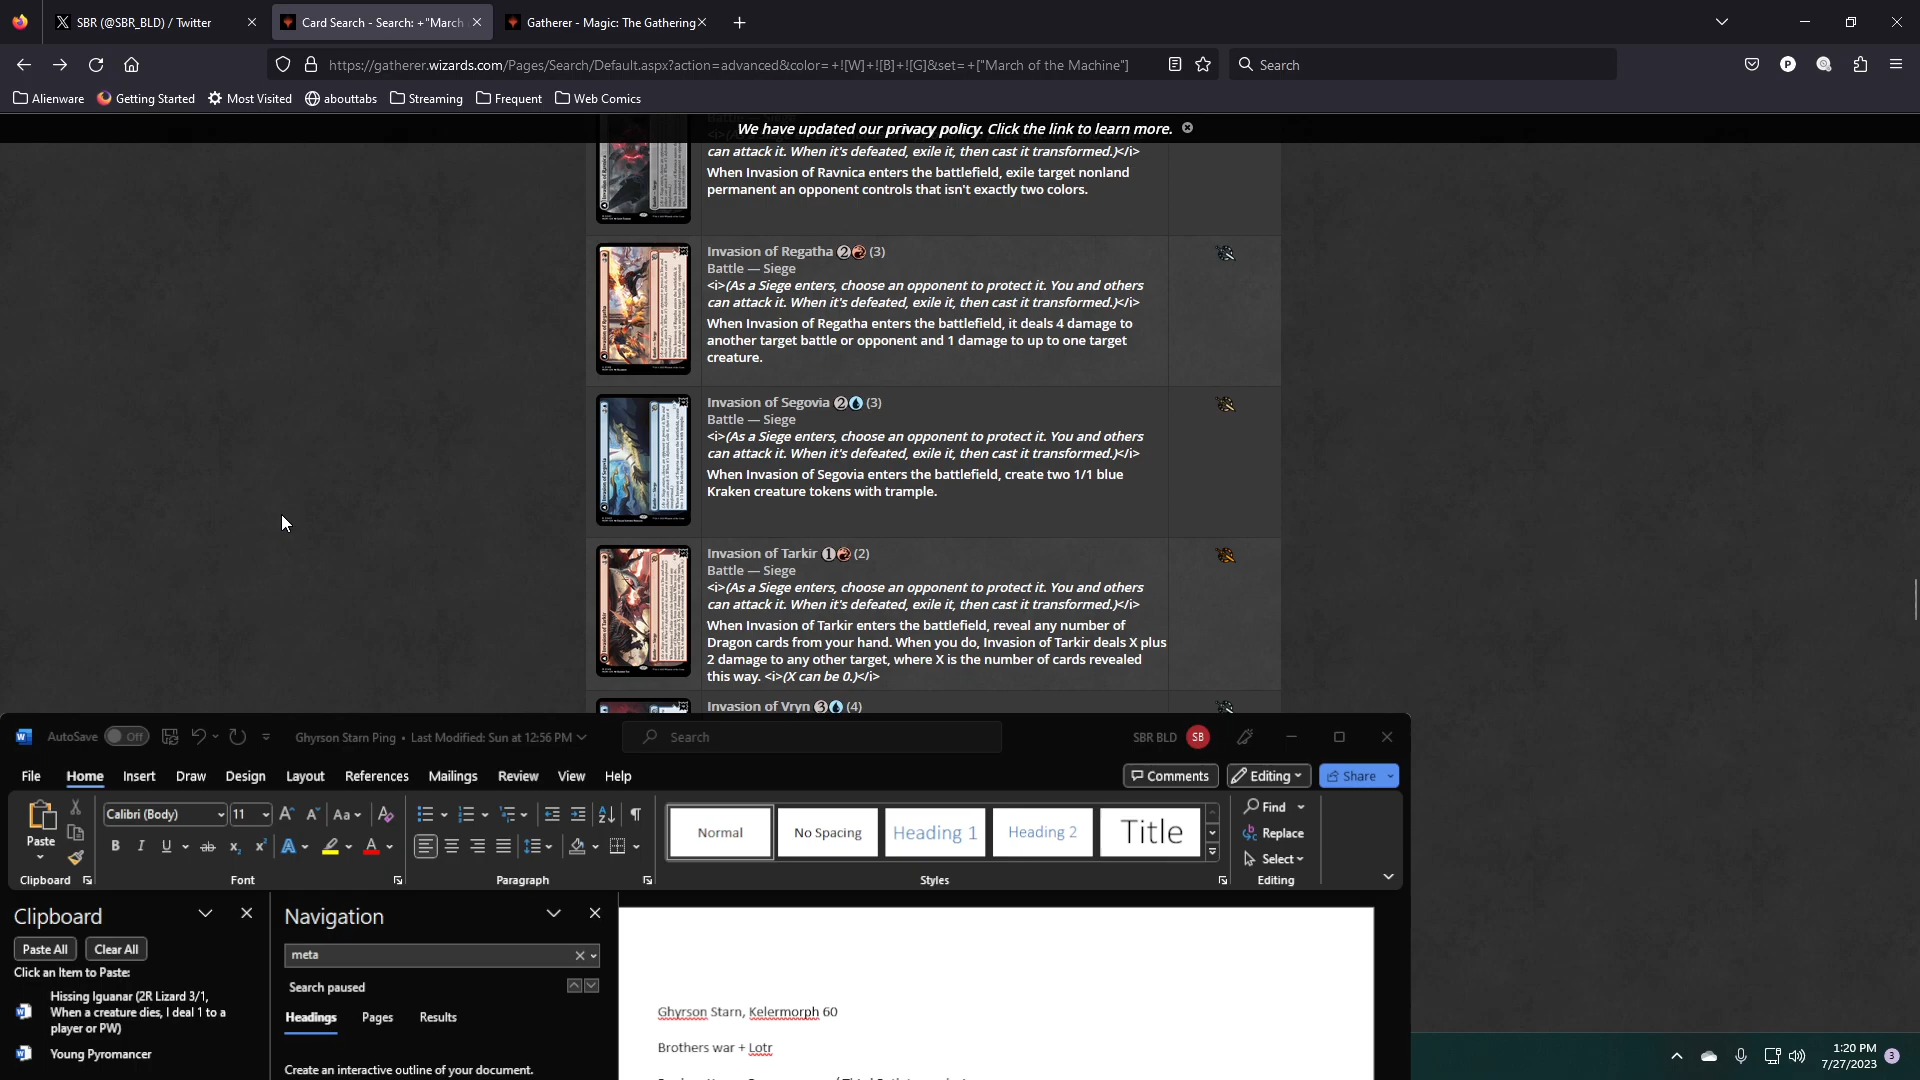 SBR (@SBR_BLD) / Twitter
Card Search - Search: +"March
Gatherer - Magic: The Gathering
https://gatherer.wizards.com/Pages/Search/Default.aspx?action=advanced&color=+![W]+![B]+![G]&set=+["March of the Machine"]
Search
Alienware
Getting Started
Most Visited
abouttabs
Streaming
Frequent
Web Comics
We have updated our privacy policy. Click the link to learn more.
can attack it. When it's defeated, exile it, then cast it transformed.)</i>
When Invasion of Ravnica enters the battlefield, exile target nonland
permanent an opponent controls that isn't exactly two colors.
Invasion of Regatha 2 (3)
Battle — Siege
<i>(As a Siege enters, choose an opponent to protect it. You and others
can attack it. When it's defeated, exile it, then cast it transformed.)</i>
When Invasion of Regatha enters the battlefield, it deals 4 damage to
another target battle or opponent and 1 damage to up to one target
creature.
Invasion of Segovia 2 (3)
Battle — Siege
<i>(As a Siege enters, choose an opponent to protect it. You and others
can attack it. When it's defeated, exile it, then cast it transformed.)</i>
When Invasion of Segovia enters the battlefield, create two 1/1 blue
Kraken creature tokens with trample.
Invasion of Tarkir 1 (2)
Battle — Siege
<i>(As a Siege enters, choose an opponent to protect it. You and others
can attack it. When it's defeated, exile it, then cast it transformed.)</i>
When Invasion of Tarkir enters the battlefield, reveal any number of
Dragon cards from your hand. When you do, Invasion of Tarkir deals X plus
2 damage to any other target, where X is the number of cards revealed
this way. <i>(X can be 0.)</i>
Invasion of Vryn 3 (4)
AutoSave Off
Ghyrson Starn Ping • Last Modified: Sun at 12:56 PM
Search
SBR BLD SB
File Home Insert Draw Design Layout References Mailings Review View Help
Comments Editing Share
Paste
Clipboard
Calibri (Body) 11
Font
Paragraph
Normal
No Spacing
Heading 1
Heading 2
Title
Styles
Find
Replace
Select
Editing
Clipboard
Paste All Clear All
Click an Item to Paste:
Hissing Iguanar (2R Lizard 3/1,
When a creature dies, I deal 1 to a
player or PW)
Young Pyromancer
Navigation
meta
Search paused
Headings Pages Results
Create an interactive outline of your document.
Ghyrson Starn, Kelermorph 60
Brothers war + Lotr
1:20 PM
7/27/2023
3